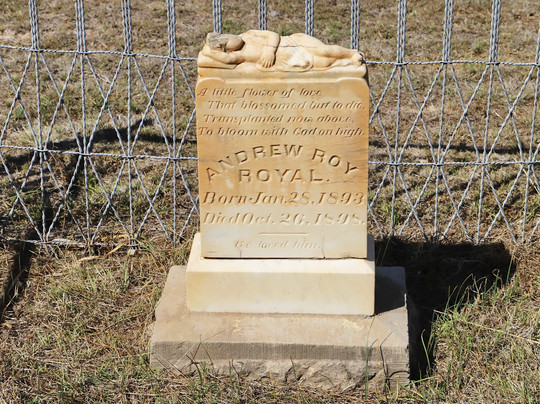 A little flower of love
That blossomed but to die,
Transplanted now above,
To bloom with God on high.
ANDREW ROY
ROYAL.
Born Jan. 28, 1893
Died Oct. 26, 1898.
We loved him.